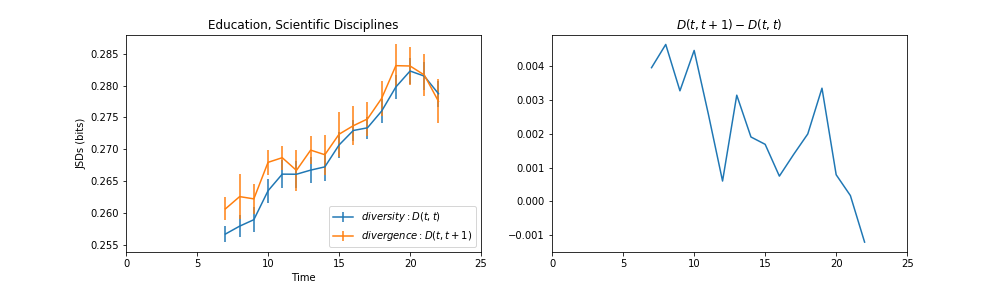 Education, Scientific Disciplines
JSDs (bits)
0.285
0.280
0.275
0.270
0.265
0.260
0.255
0 5 10 15 20 25
Time
diversity: D(t, t)
divergence: D(t, t + 1)
D(t, t + 1) − D(t, t)
0.004
0.003
0.002
0.001
0.000
−0.001
0 5 10 15 20 25